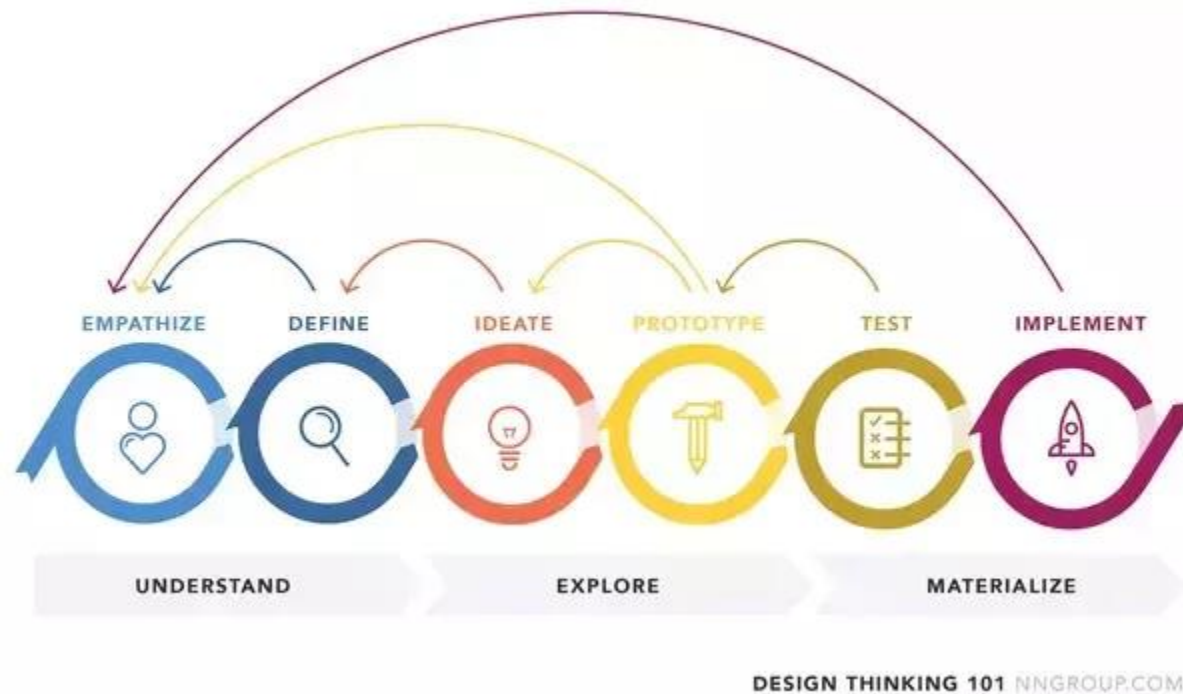 EMPATHIZE DEFINE IDEATE PROTOTYPE TEST IMPLEMENT
UNDERSTAND EXPLORE MATERIALIZE
DESIGN THINKING 101 NNGROUP.COM